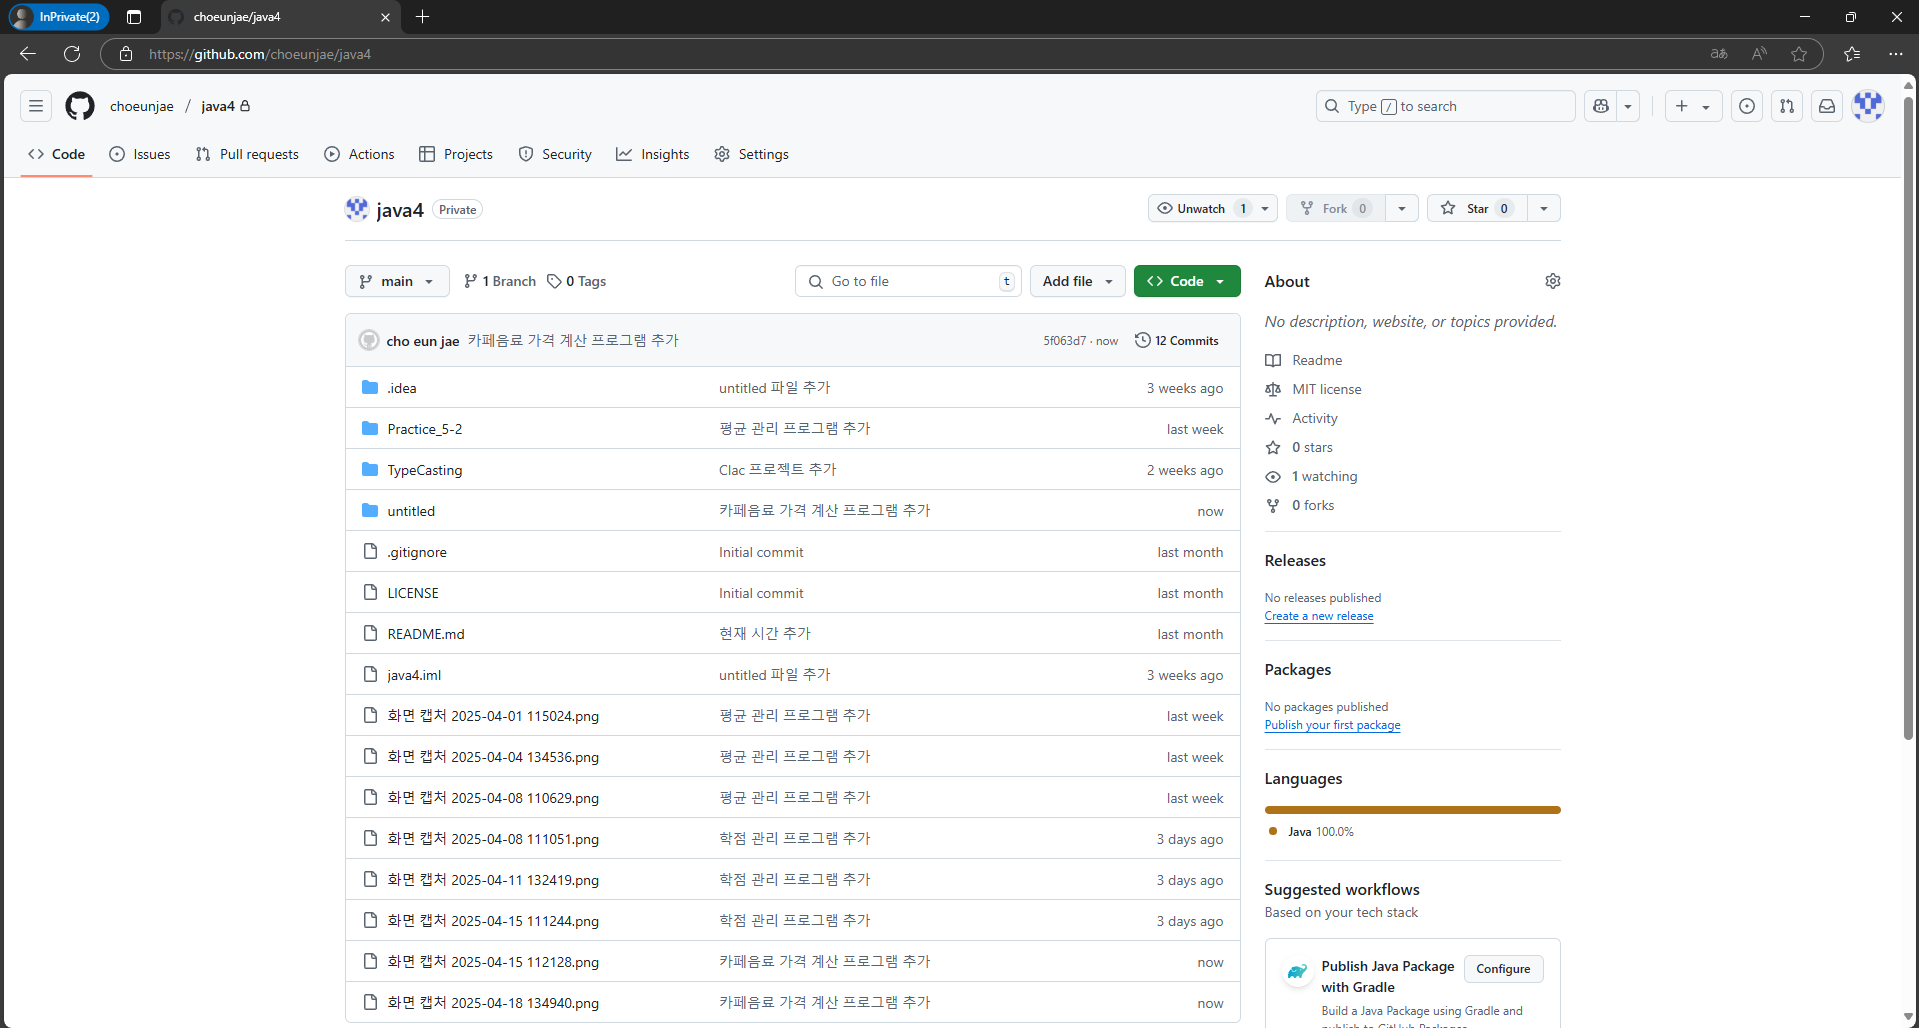 InPrivate(2)
choeunjae/java4
https://github.com/choeunjae/java4
choeunjae / java4
Type / to search
Code Issues Pull requests Actions Projects Security Insights Settings
java4 Private
Unwatch 1 Fork 0 Star 0
main 1 Branch 0 Tags
Go to file t Add file Code
cho eun jae 카페음료 가격 계산 프로그램 추가 5f063d7 · now 12 Commits
.idea untitled 파일 추가 3 weeks ago
Practice_5-2 평균 관리 프로그램 추가 last week
TypeCasting Clac 프로젝트 추가 2 weeks ago
untitled 카페음료 가격 계산 프로그램 추가 now
.gitignore Initial commit last month
LICENSE Initial commit last month
README.md 현재 시간 추가 last month
java4.iml untitled 파일 추가 3 weeks ago
화면 캡처 2025-04-01 115024.png 평균 관리 프로그램 추가 last week
화면 캡처 2025-04-04 134536.png 평균 관리 프로그램 추가 last week
화면 캡처 2025-04-08 110629.png 평균 관리 프로그램 추가 last week
화면 캡처 2025-04-08 111051.png 학점 관리 프로그램 추가 3 days ago
화면 캡처 2025-04-11 132419.png 학점 관리 프로그램 추가 3 days ago
화면 캡처 2025-04-15 111244.png 학점 관리 프로그램 추가 3 days ago
화면 캡처 2025-04-15 112128.png 카페음료 가격 계산 프로그램 추가 now
화면 캡처 2025-04-18 134940.png 카페음료 가격 계산 프로그램 추가 now
About
No description, website, or topics provided.
Readme
MIT license
Activity
0 stars
1 watching
0 forks
Releases
No releases published
Create a new release
Packages
No packages published
Publish your first package
Languages
Java 100.0%
Suggested workflows
Based on your tech stack
Publish Java Package
with Gradle
Configure
Build a Java Package using Gradle and
publish to GitHub Packages.